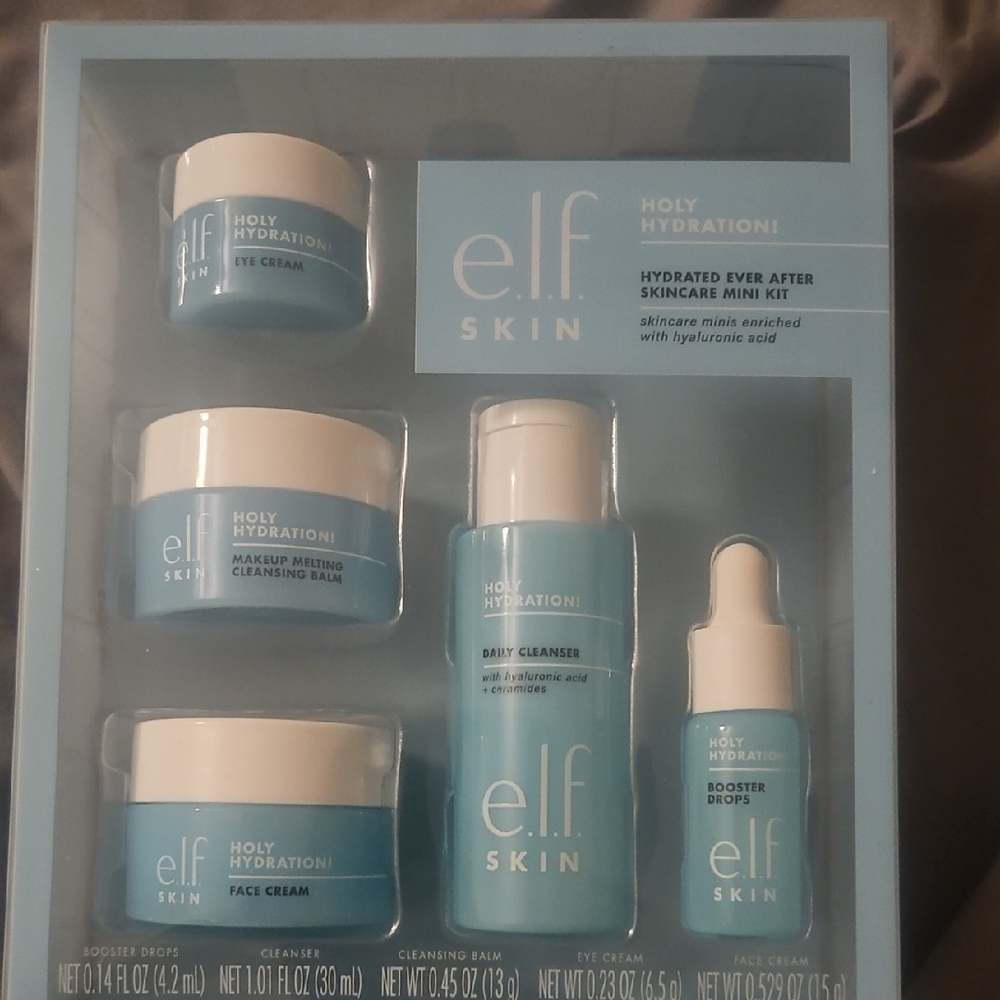 HOLY
HYDRATION!
EYE CREAM
e.l.f.
SKIN
e.l.f.
SKIN
HOLY
HYDRATION!
HYDRATED EVER AFTER
SKINCARE MINI KIT
skincare minis enriched
with hyaluronic acid
e.l.f.
SKIN
HOLY
HYDRATION!
MAKEUP MELTING
CLEANSING BALM
HOLY
HYDRATION!
DAILY CLEANSER
with hyaluronic acid
+ ceramides
e.l.f.
SKIN
HOLY
HYDRATION!
BOOSTER
DROPS
e.l.f.
SKIN
e.l.f.
SKIN
HOLY
HYDRATION!
FACE CREAM
BOOSTER DROPS
NET 0.14 FL OZ (4.2 mL)
CLEANSER
NET 1.01 FL OZ (30 mL)
CLEANSING BALM
NET WT 0.45 OZ (13 g)
EYE CREAM
NET WT 0.23 OZ (6.5 g)
FACE CREAM
NET WT 0.529 OZ (15 g)